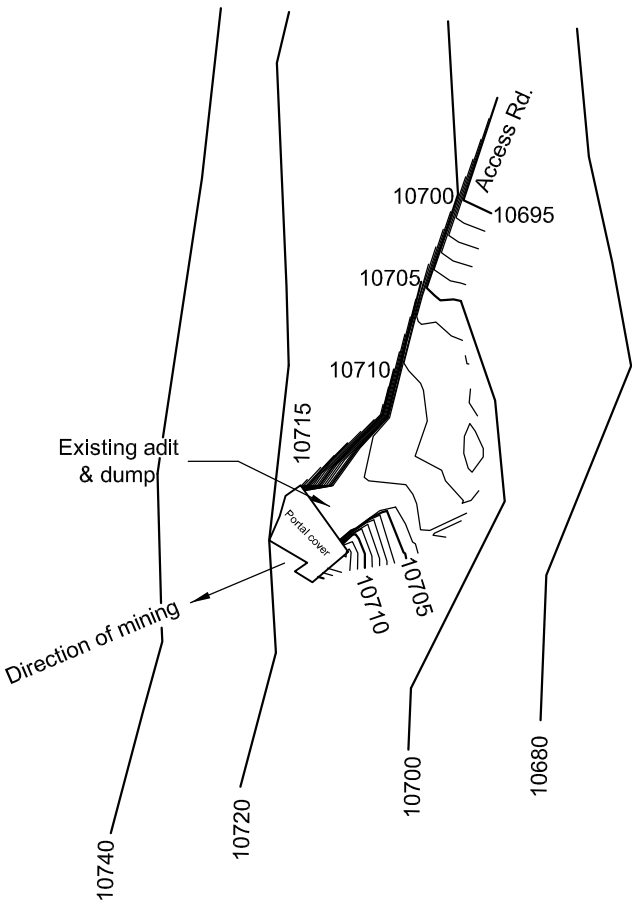 Access Rd.
10700
10695
10705
10710
10715
Existing adit
& dump
Portal cover
10710
10705
Direction of mining
10700
10680
10720
10740